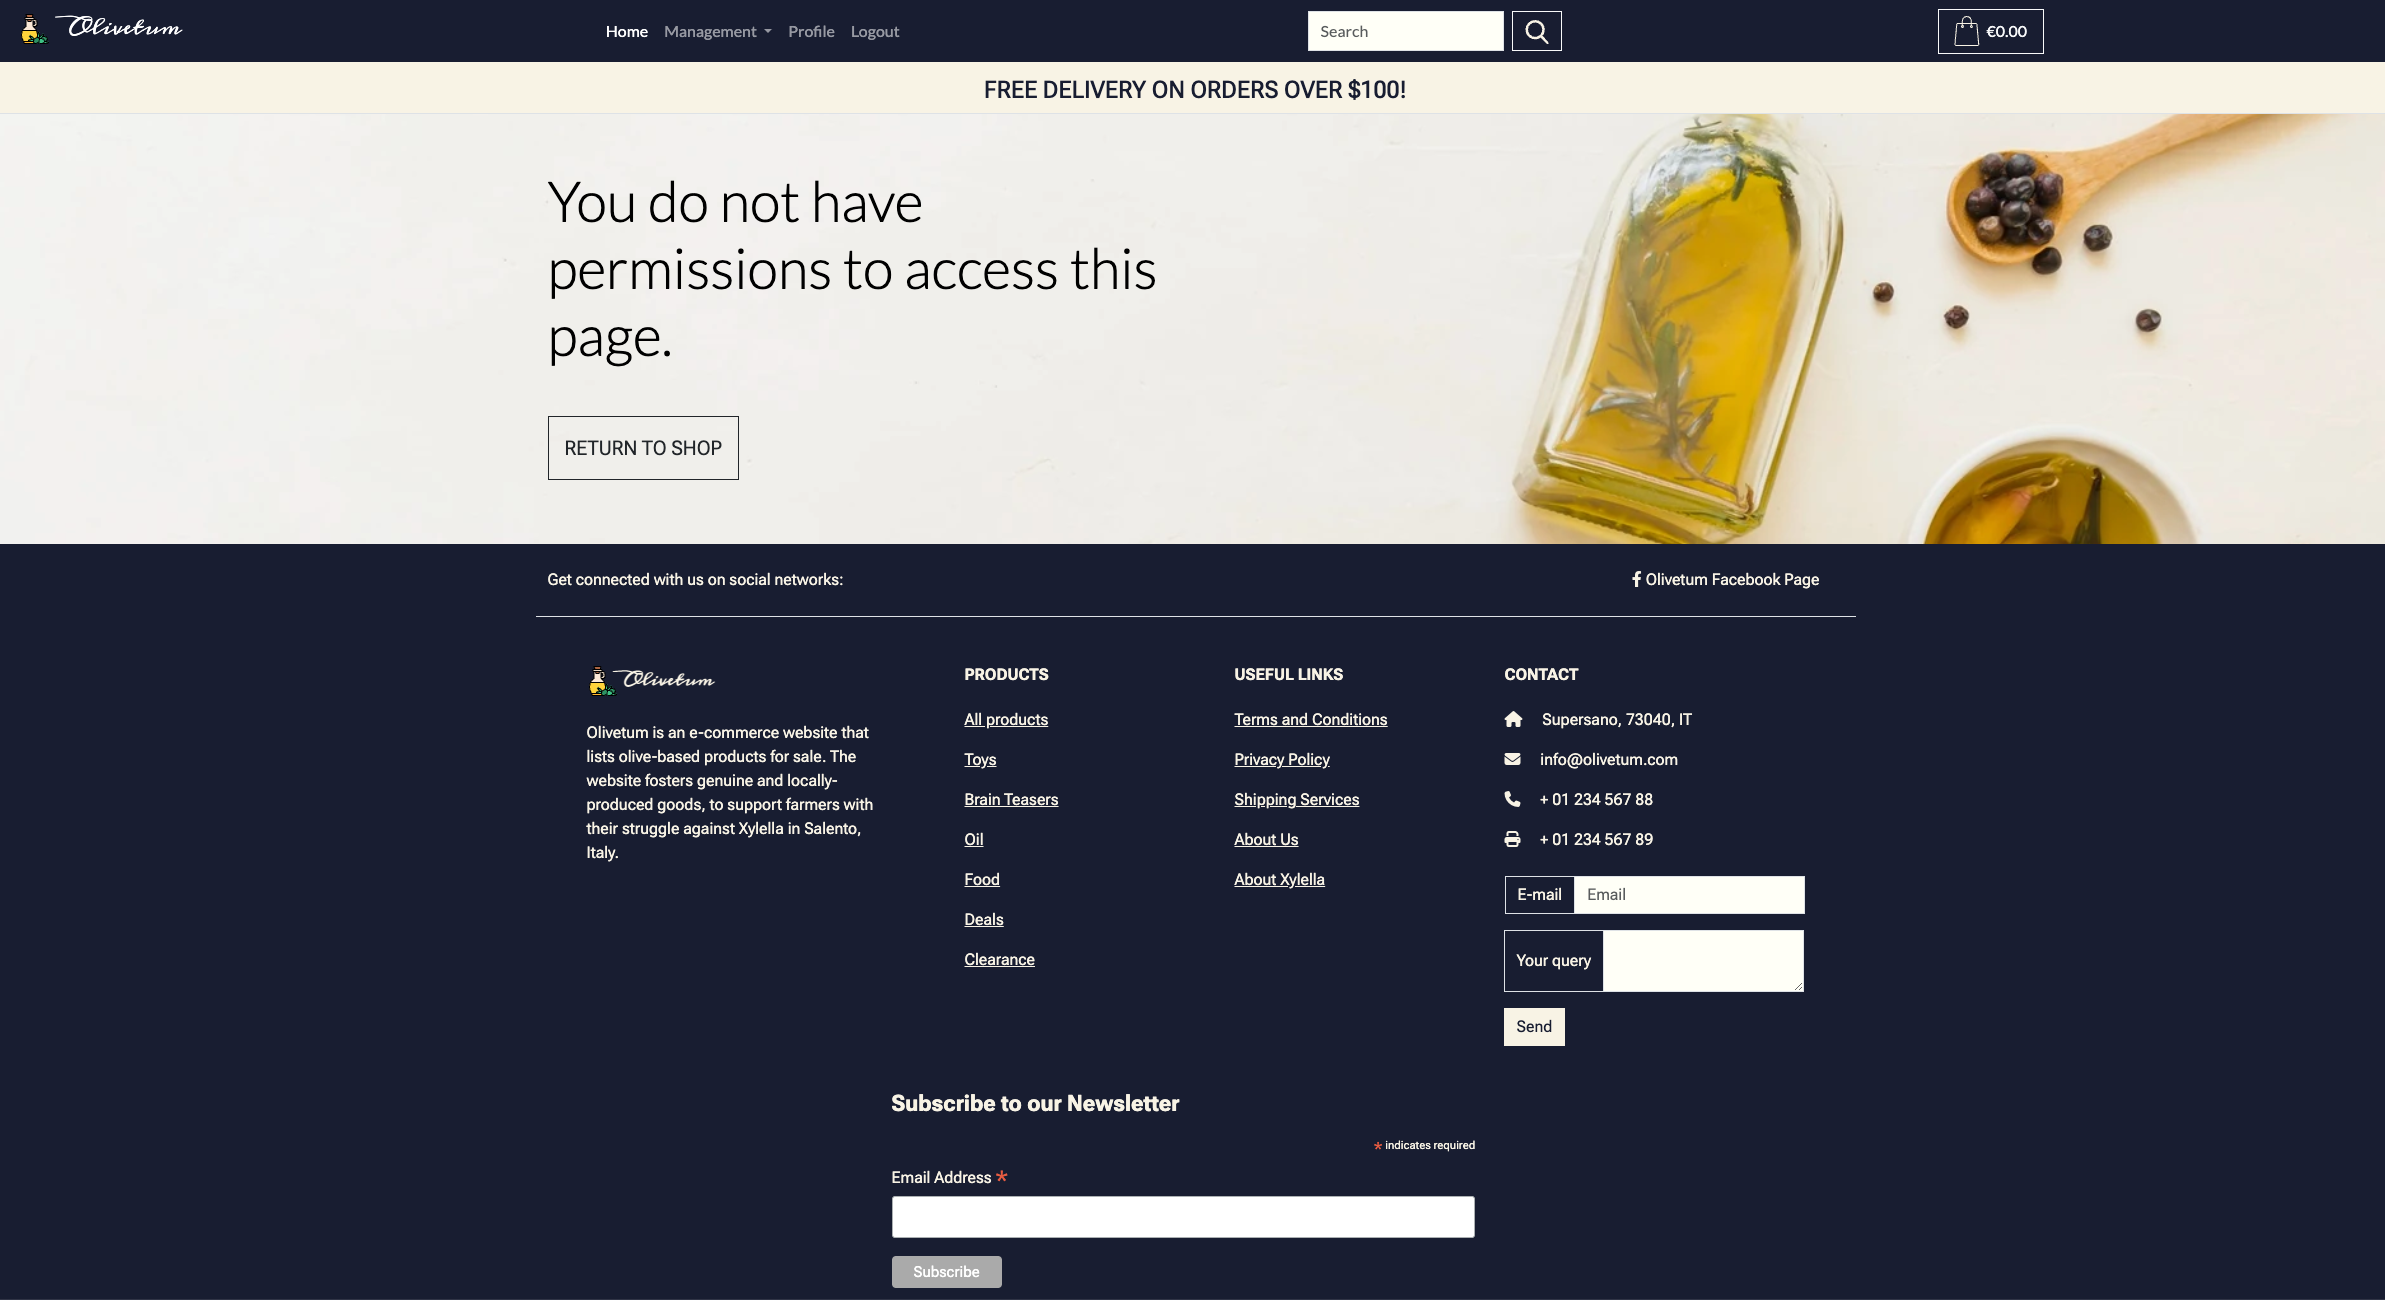 Olivetum
Home Management Profile Logout
Search
€0.00
FREE DELIVERY ON ORDERS OVER $100!
You do not have
permissions to access this
page.
RETURN TO SHOP
Get connected with us on social networks:
Olivetum Facebook Page
Olivetum
Olivetum is an e-commerce website that
lists olive-based products for sale. The
website fosters genuine and locally-
produced goods, to support farmers with
their struggle against Xylella in Salento,
Italy.
PRODUCTS
All products
Toys
Brain Teasers
Oil
Food
Deals
Clearance
USEFUL LINKS
Terms and Conditions
Privacy Policy
Shipping Services
About Us
About Xylella
CONTACT
Supersano, 73040, IT
info@olivetum.com
+ 01 234 567 88
+ 01 234 567 89
E-mail Email
Your query
Send
Subscribe to our Newsletter
* indicates required
Email Address *
Subscribe